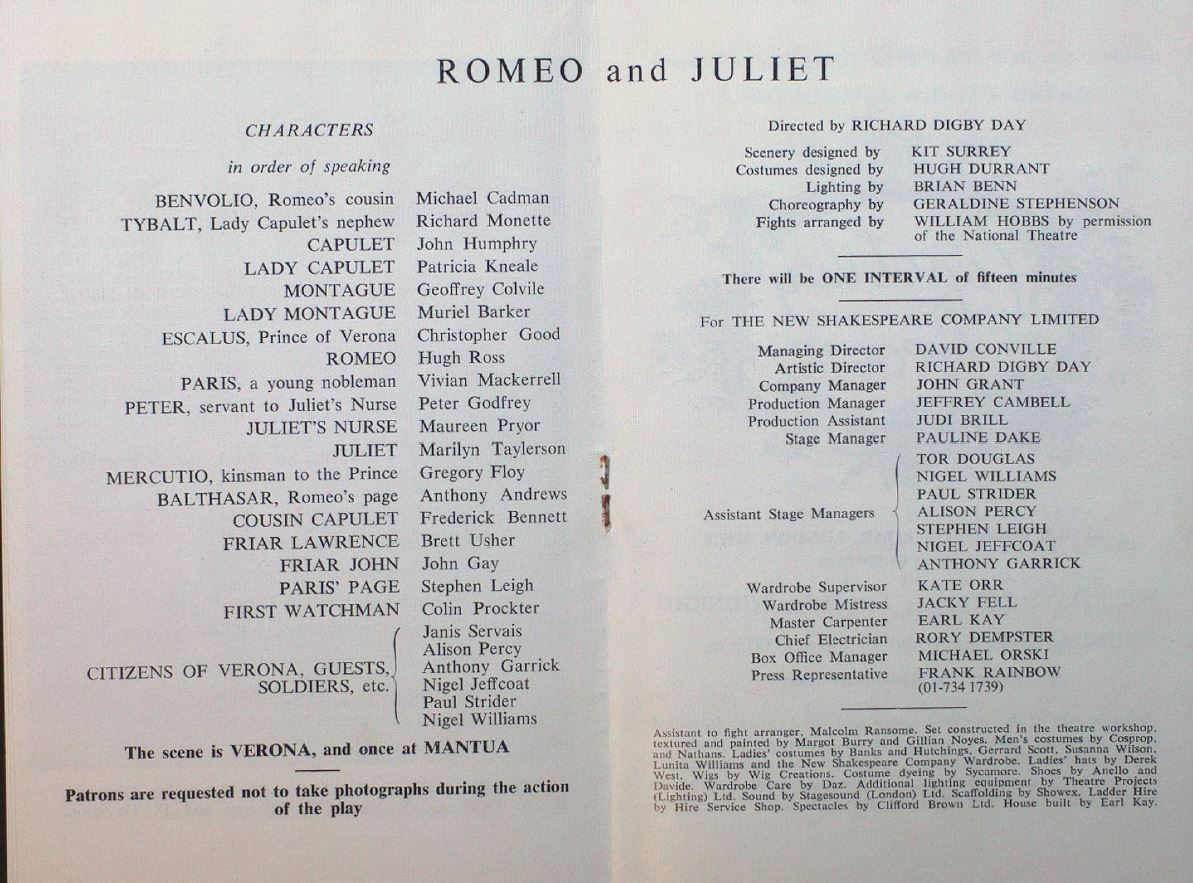 ROMEO and JULIET
CHARACTERS
in order of speaking
BENVOLIO, Romeo's cousin Michael Cadman
TYBALT, Lady Capulet's nephew Richard Monette
CAPULET John Humphry
LADY CAPULET Patricia Kneale
MONTAGUE Geoffrey Colvile
LADY MONTAGUE Muriel Barker
ESCALUS, Prince of Verona Christopher Good
ROMEO Hugh Ross
PARIS, a young nobleman Vivian Mackerrell
PETER, servant to Juliet's Nurse Peter Godfrey
JULIET'S NURSE Maureen Pryor
JULIET Marilyn Taylerson
MERCUTIO, kinsman to the Prince Gregory Floy
BALTHASAR, Romeo's page Anthony Andrews
COUSIN CAPULET Frederick Bennett
FRIAR LAWRENCE Brett Usher
FRIAR JOHN John Gay
PARIS' PAGE Stephen Leigh
FIRST WATCHMAN Colin Prockter
CITIZENS OF VERONA, GUESTS,
SOLDIERS, etc.
Janis Servais
Alison Percy
Anthony Garrick
Nigel Jeffcoat
Paul Strider
Nigel Williams
The scene is VERONA, and once at MANTUA
Patrons are requested not to take photographs during the action
of the play
Directed by RICHARD DIGBY DAY
Scenery designed by KIT SURREY
Costumes designed by HUGH DURRANT
Lighting by BRIAN BENN
Choreography by GERALDINE STEPHENSON
Fights arranged by WILLIAM HOBBS by permission
of the National Theatre
There will be ONE INTERVAL of fifteen minutes
For THE NEW SHAKESPEARE COMPANY LIMITED
Managing Director DAVID CONVILLE
Artistic Director RICHARD DIGBY DAY
Company Manager JOHN GRANT
Production Manager JEFFREY CAMBELL
Production Assistant JUDI BRILL
Stage Manager PAULINE DAKE
Assistant Stage Managers
TOR DOUGLAS
NIGEL WILLIAMS
PAUL STRIDER
ALISON PERCY
STEPHEN LEIGH
NIGEL JEFFCOAT
ANTHONY GARRICK
Wardrobe Supervisor KATE ORR
Wardrobe Mistress JACKY FELL
Master Carpenter EARL KAY
Chief Electrician RORY DEMPSTER
Box Office Manager MICHAEL ORSKI
Press Representative FRANK RAINBOW
(01-734 1739)
Assistant to fight arranger, Malcolm Ransome. Set constructed in the theatre workshop,
textured and painted by Margot Burry and Gillian Noyes. Men's costumes by Cosprop,
and Nathans. Ladies' costumes by Banks and Hutchings, Gerrard Scott, Susanna Wilson,
Lunita Williams and the New Shakespeare Company Wardrobe. Ladies' hats by Derek
West. Wigs by Wig Creations. Costume dyeing by Sycamore. Shoes by Anello and
Davide. Wardrobe Care by Daz. Additional lighting equipment by Theatre Projects
(Lighting) Ltd. Sound by Stagesound (London) Ltd. Scaffolding by Showex. Ladder Hire
by Hire Service Shop. Spectacles by Clifford Brown Ltd. House built by Earl Kay.